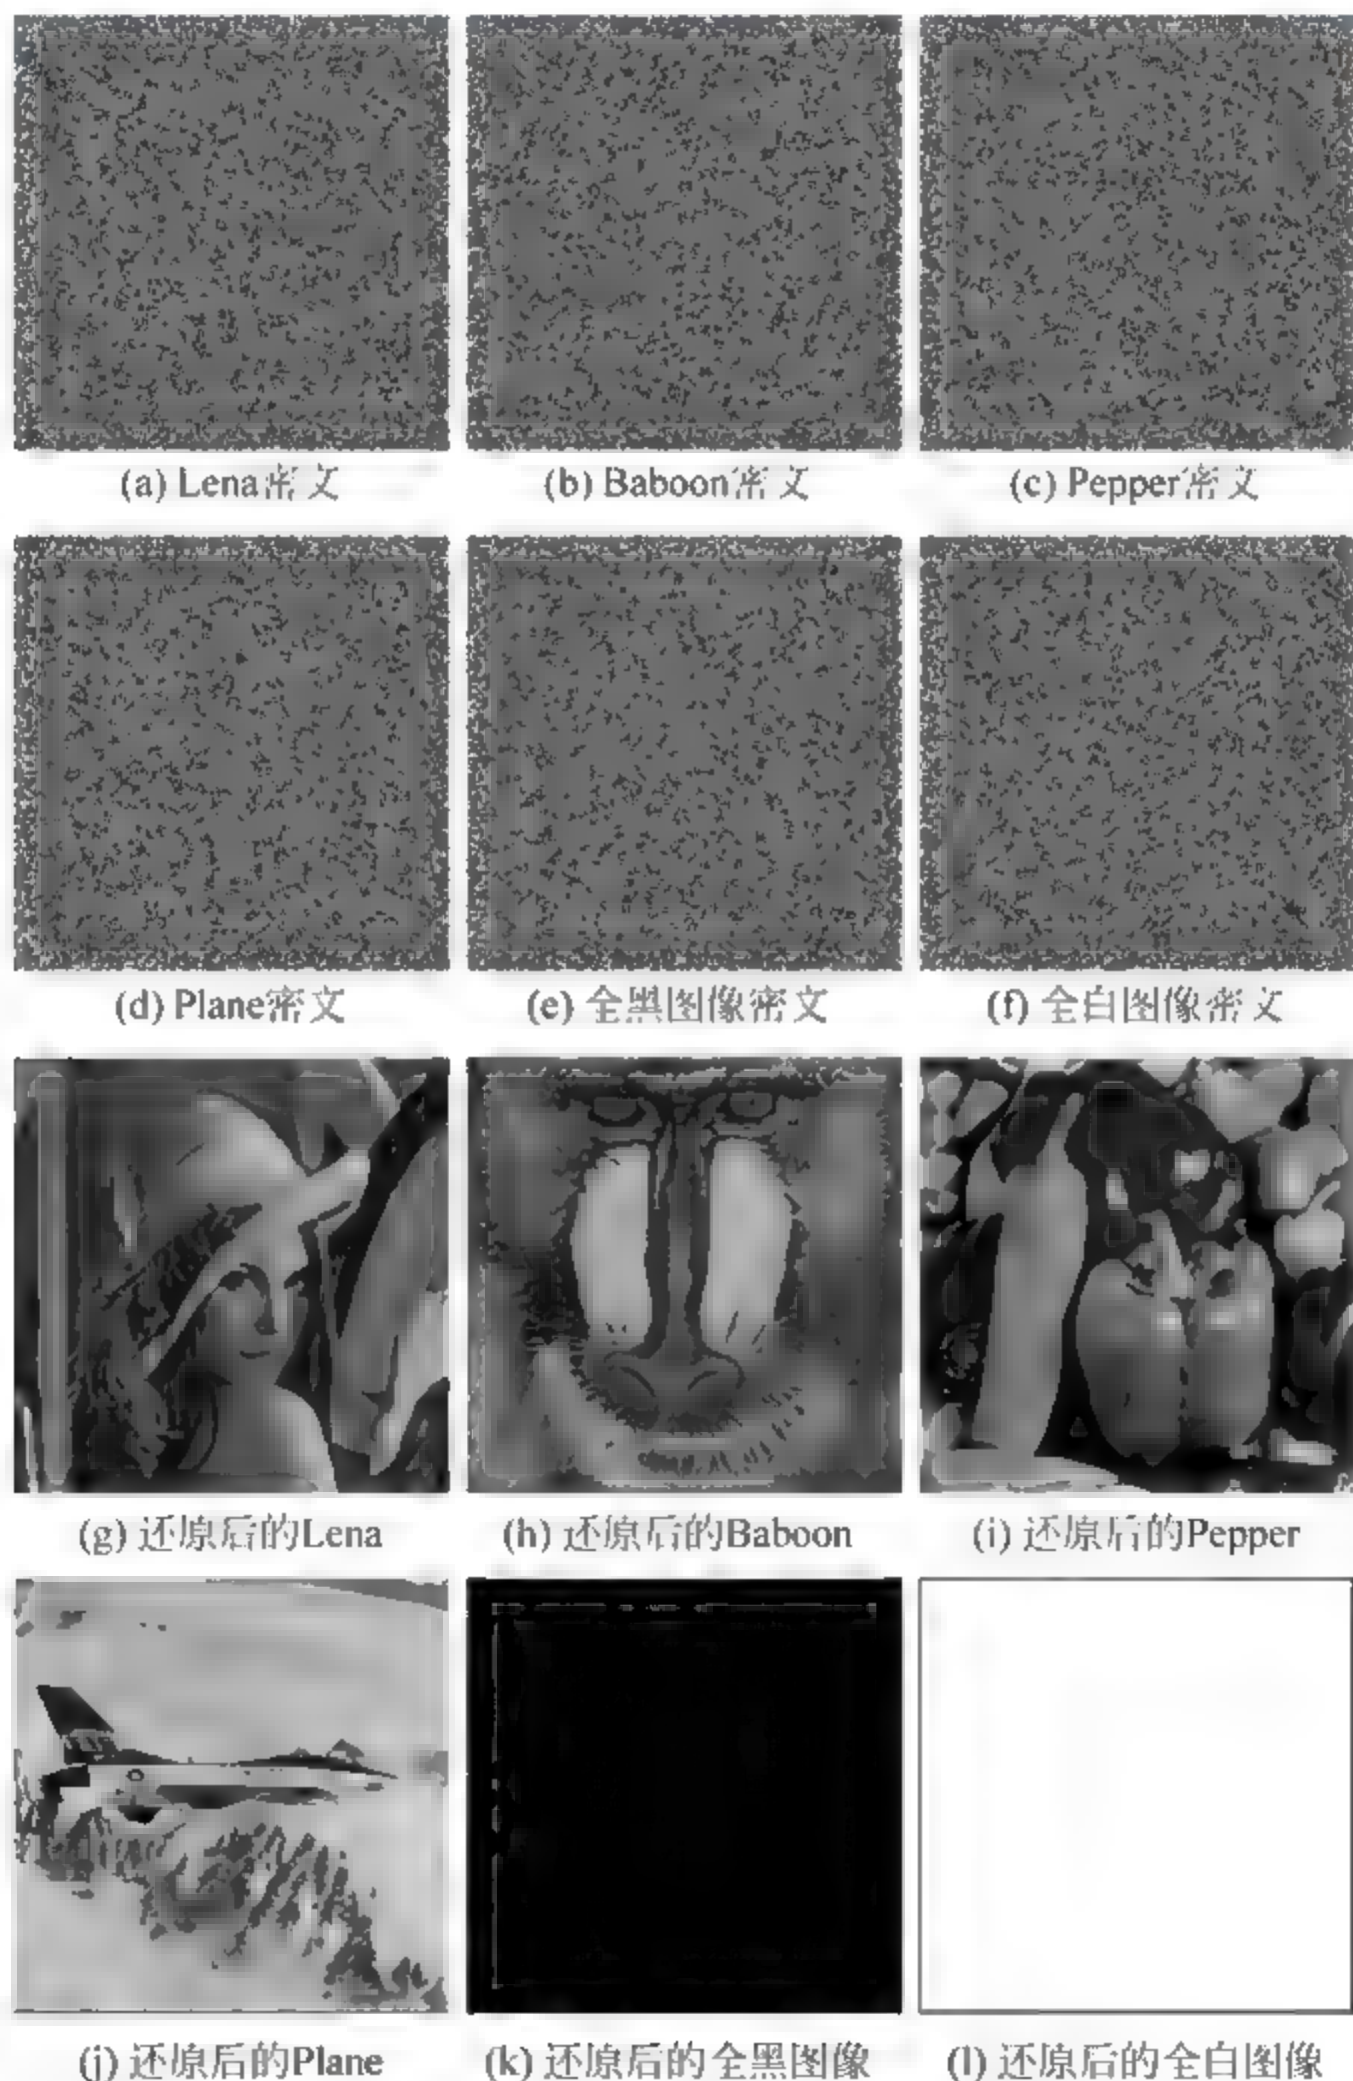 (a) Lena密文
(b) Baboon密文
(c) Pepper密文
(d) Plane密文
(e) 全黑图像密文
(f) 全白图像密文
(g) 还原后的Lena
(h) 还原后的Baboon
(i) 还原后的Pepper
(j) 还原后的Plane
(k) 还原后的全黑图像
(l) 还原后的全白图像